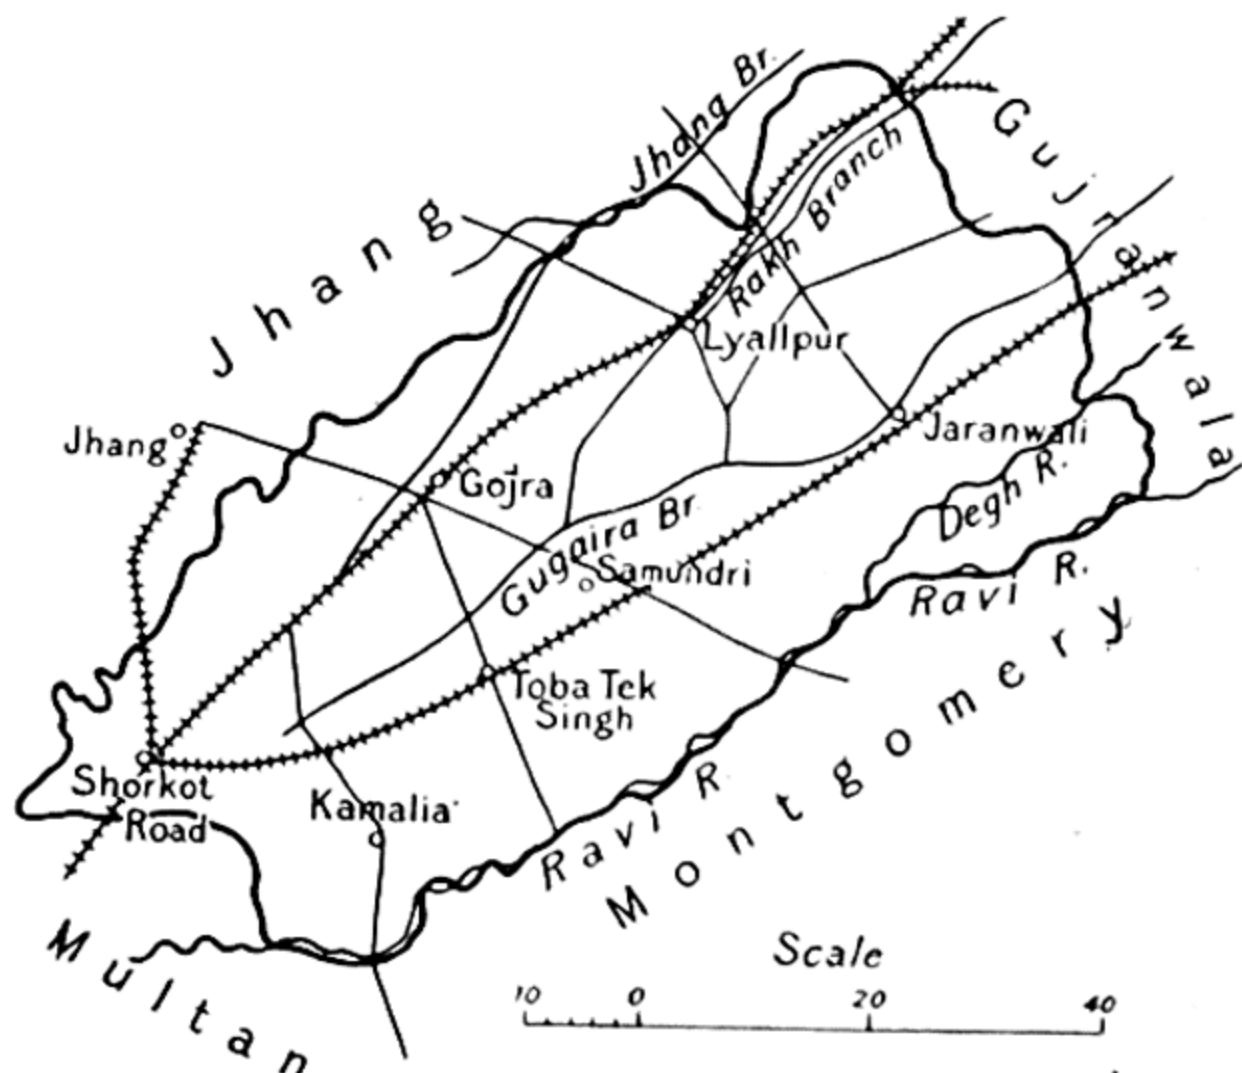 Jhang Br.
Gujranwala
Jhang
Rakh Branch
Lyallpur
Jhang
Jaranwali
Gojra
Degh R.
Gugaira Br.
Samundri
Ravi R.
Toba Tek
Singh
Shorkot
Road
Kamalia
Ravi R.
Montgomery
Multan
Scale
10 0 20 40